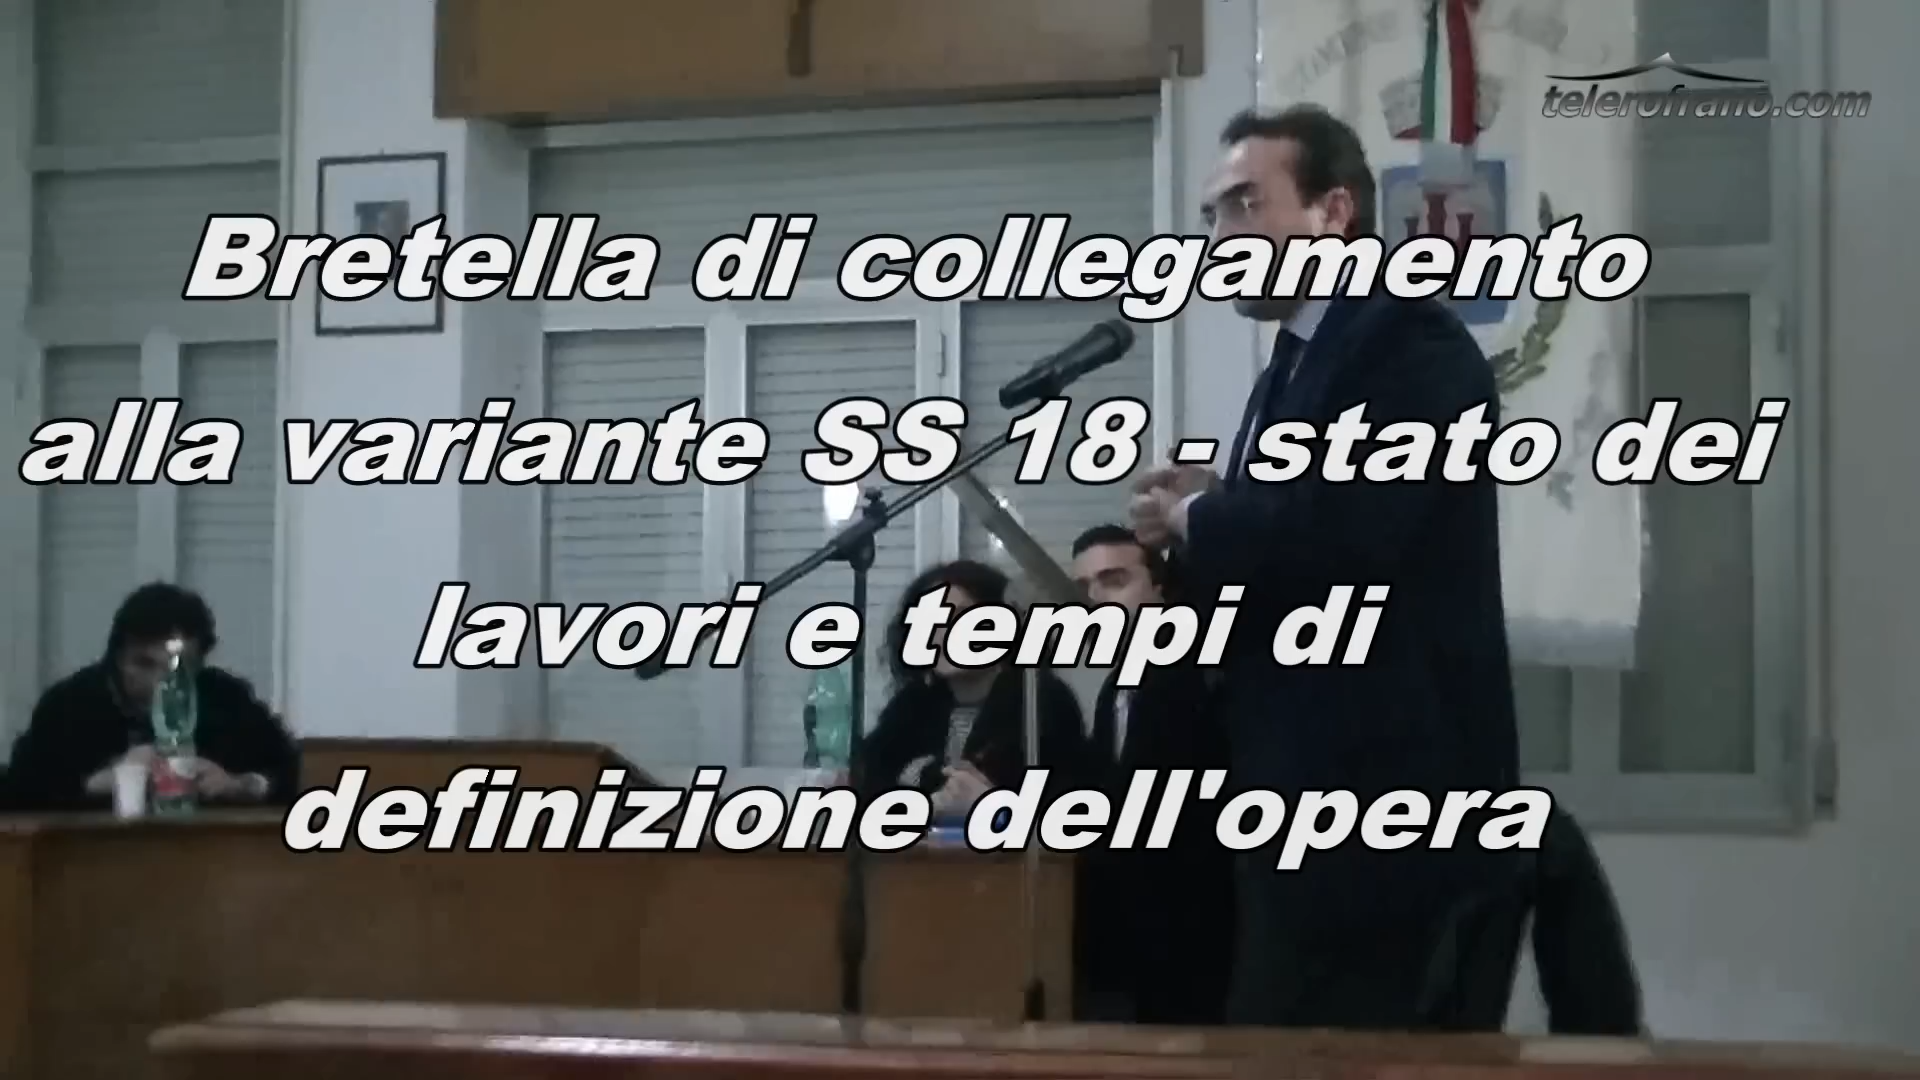 telerofrano.com
Bretella di collegamento
alla variante SS 18 - stato dei
lavori e tempi di
definizione dell'opera